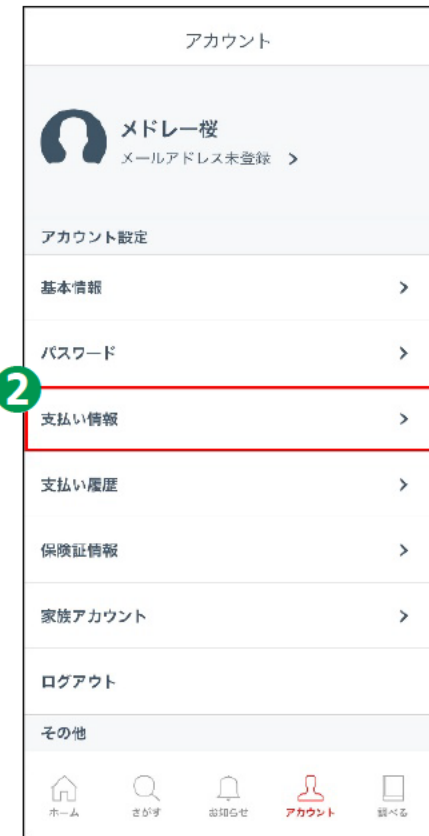 アカウント
メドレー桜
メールアドレス未登録
アカウント設定
基本情報
パスワード
2
支払い情報
支払い履歴
保険証情報
家族アカウント
ログアウト
その他
ホーム さがす お知らせ アカウント 調べる